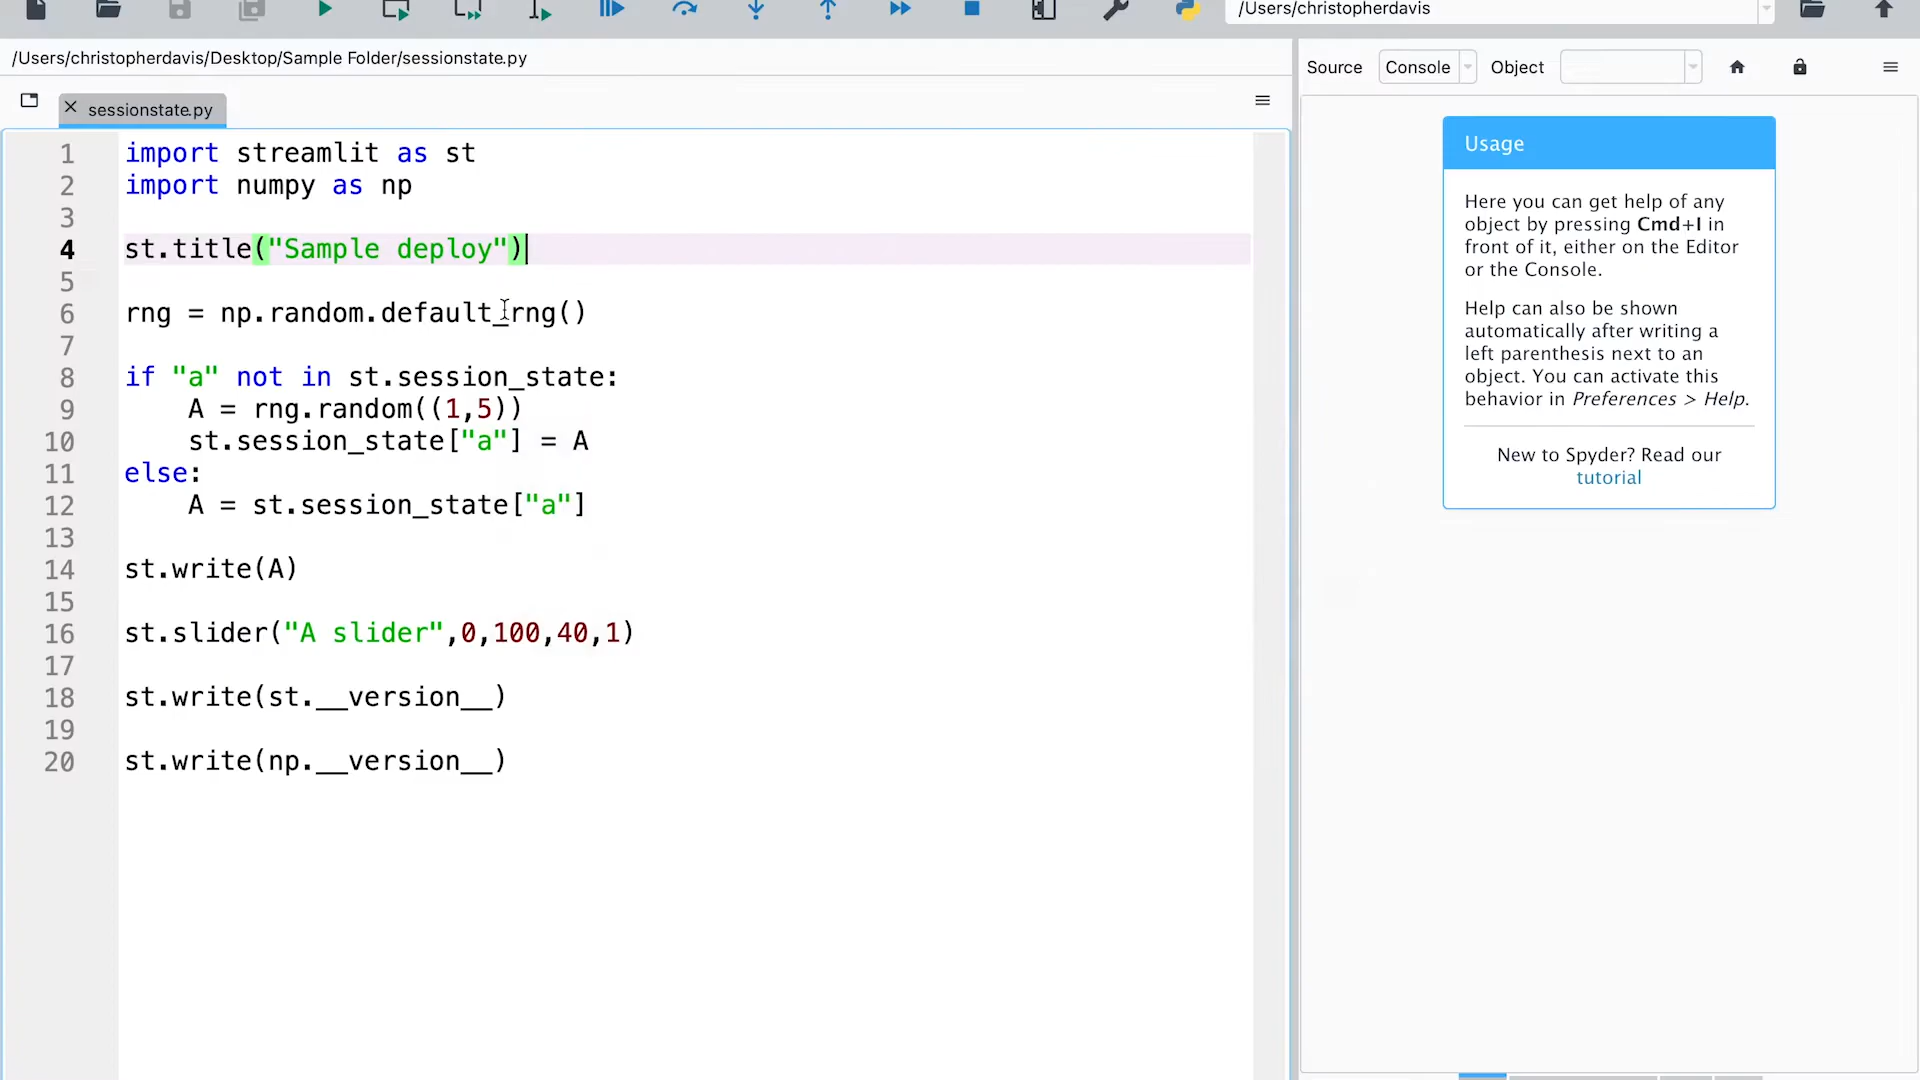 /Users/christopherdavis
/Users/christopherdavis/Desktop/Sample Folder/sessionstate.py
Source Console Object
sessionstate.py
1 import streamlit as st
2 import numpy as np
3
4 st.title("Sample deploy")
5
6 rng = np.random.default_rng()
7
8 if "a" not in st.session_state:
9     A = rng.random((1,5))
10     st.session_state["a"] = A
11 else:
12     A = st.session_state["a"]
13
14 st.write(A)
15
16 st.slider("A slider",0,100,40,1)
17
18 st.write(st.__version__)
19
20 st.write(np.__version__)
Usage
Here you can get help of any
object by pressing Cmd+I in
front of it, either on the Editor
or the Console.
Help can also be shown
automatically after writing a
left parenthesis next to an
object. You can activate this
behavior in Preferences > Help.
New to Spyder? Read our
tutorial